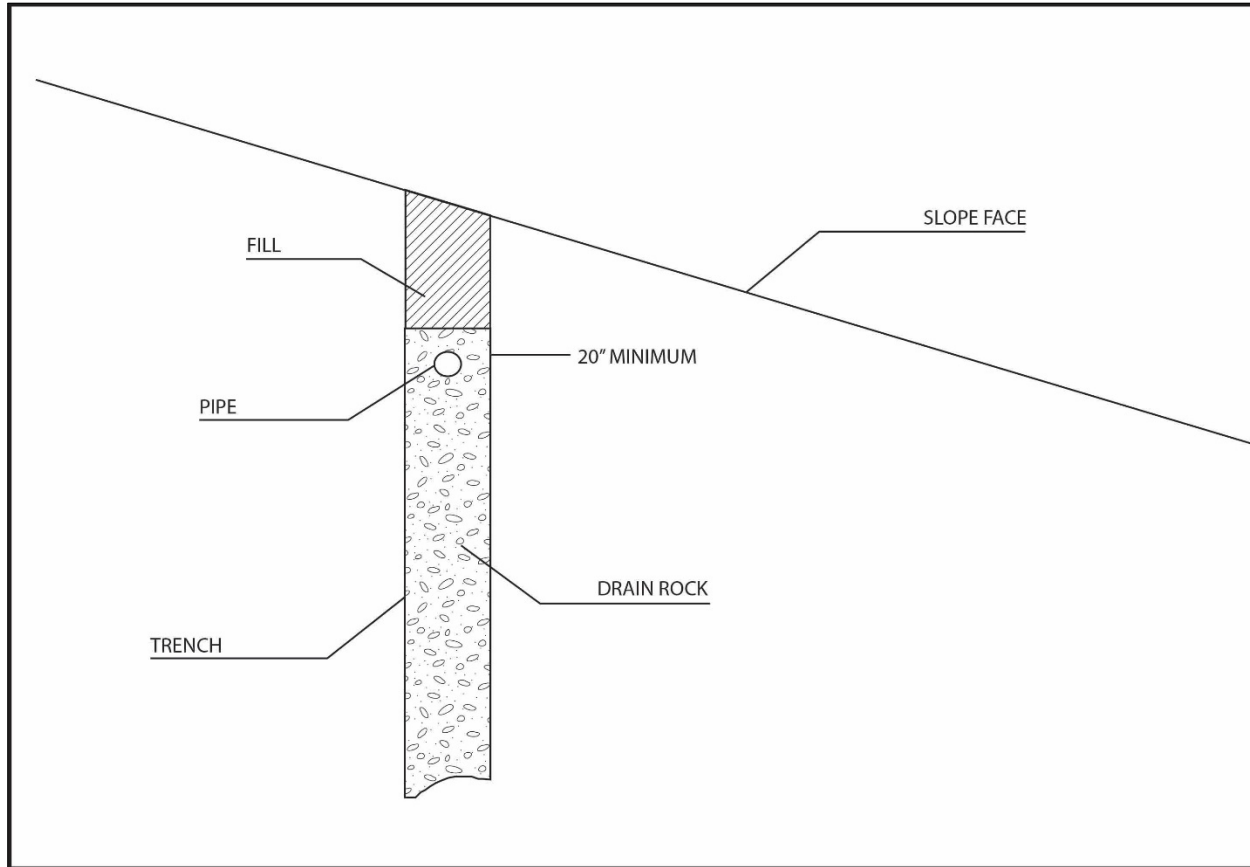 SLOPE FACE
FILL
20" MINIMUM
PIPE
DRAIN ROCK
TRENCH